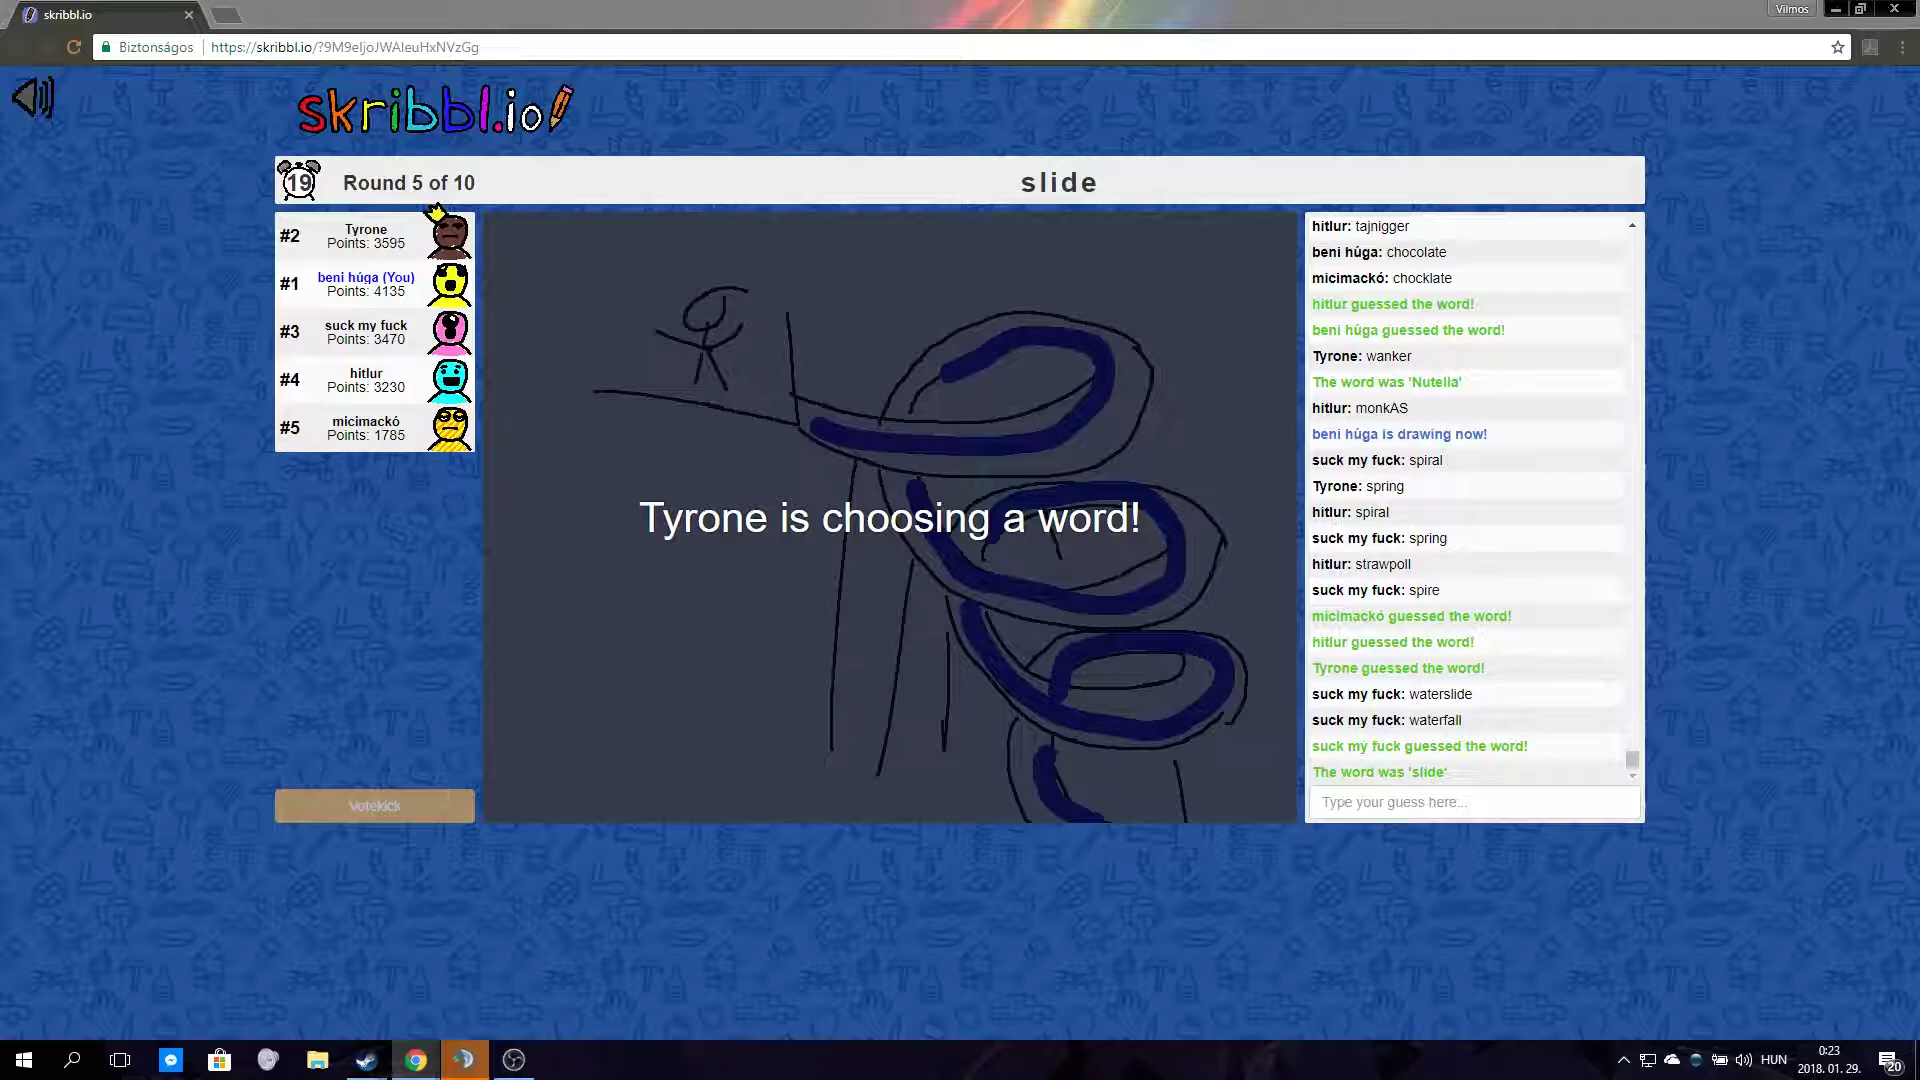 skribbl.io
Vilmos
Biztonságos
https://skribbl.io/?9M9eIjoJWAleuHxNVzGg
skribbl.io
19
Round 5 of 10
slide
#2
Tyrone
Points: 3595
#1
beni húga (You)
Points: 4135
#3
suck my fuck
Points: 3470
#4
hitlur
Points: 3230
#5
micimackó
Points: 1785
Votekick
Tyrone is choosing a word!
hitlur: tajnigger
beni húga: chocolate
micimackó: chocklate
hitlur guessed the word!
beni húga guessed the word!
Tyrone: wanker
The word was 'Nutella'
hitlur: monkAS
beni húga is drawing now!
suck my fuck: spiral
Tyrone: spring
hitlur: spiral
suck my fuck: spring
hitlur: strawpoll
suck my fuck: spire
micimackó guessed the word!
hitlur guessed the word!
Tyrone guessed the word!
suck my fuck: waterslide
suck my fuck: waterfall
suck my fuck guessed the word!
The word was 'slide'
Type your guess here...
HUN
0:23
2018. 01. 29.
20